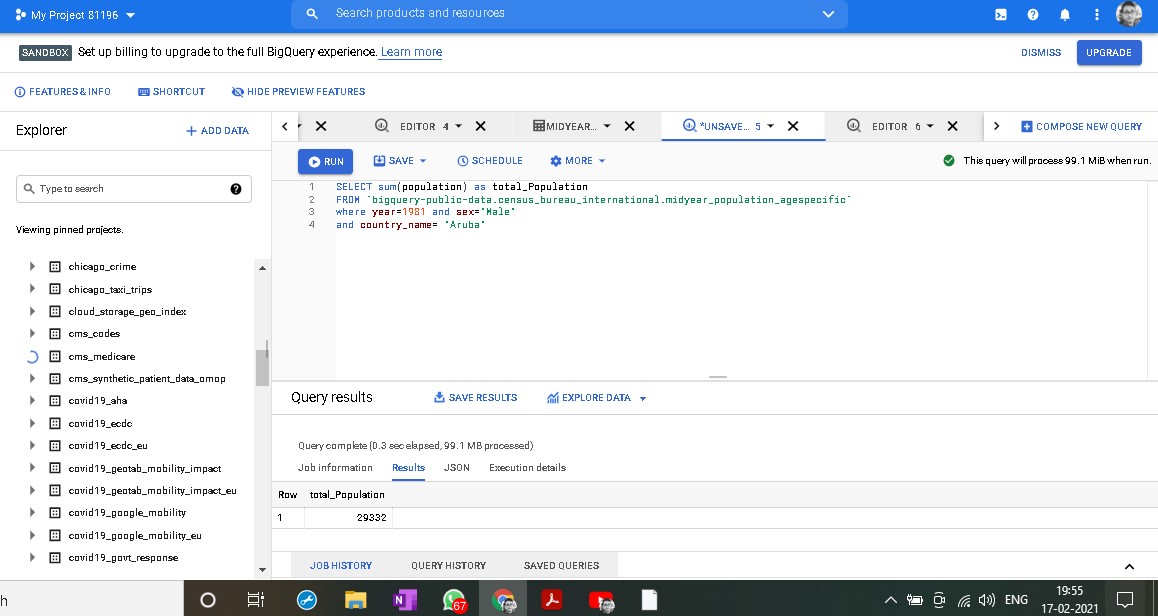 My Project 81196
Search products and resources
SANDBOX Set up billing to upgrade to the full BigQuery experience. Learn more
DISMISS UPGRADE
FEATURES & INFO SHORTCUT HIDE PREVIEW FEATURES
Explorer + ADD DATA
EDITOR 4 MIDYEAR... *UNSAVE... 5 EDITOR 6 COMPOSE NEW QUERY
RUN SAVE SCHEDULE MORE This query will process 99.1 MiB when run.
Type to search
Viewing pinned projects.
1 SELECT sum(population) as total_Population
2 FROM `bigquery-public-data.census_bureau_international.midyear_population_agespecific`
3 where year=1981 and sex="Male"
4 and country_name= "Aruba"
chicago_crime
chicago_taxi_trips
cloud_storage_geo_index
cms_codes
cms_medicare
cms_synthetic_patient_data_omop
covid19_aha
covid19_ecdc
covid19_ecdc_eu
covid19_geotab_mobility_impact
covid19_geotab_mobility_impact_eu
covid19_google_mobility
covid19_google_mobility_eu
covid19_govt_response
Query results SAVE RESULTS EXPLORE DATA
Query complete (0.3 sec elapsed, 99.1 MB processed)
Job information Results JSON Execution details
Row total_Population
1 29332
JOB HISTORY QUERY HISTORY SAVED QUERIES
h
67
ENG
19:55
17-02-2021